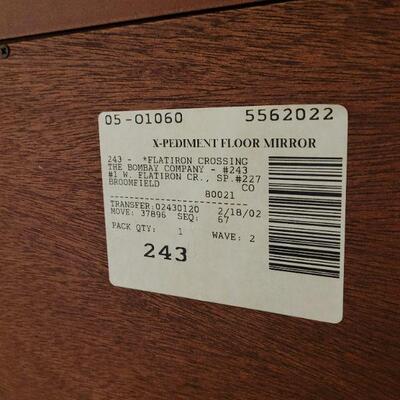 05-01060 5562022
X-PEDIMENT FLOOR MIRROR
243 - *FLATIRON CROSSING
THE BOMBAY COMPANY - #243
#1 W. FLATIRON CR., SP.#227
BROOMFIELD CO
80021
TRANSFER:02430120 2/18/02
MOVE: 37896 SEQ: 67
PACK QTY: 1 WAVE: 2
243